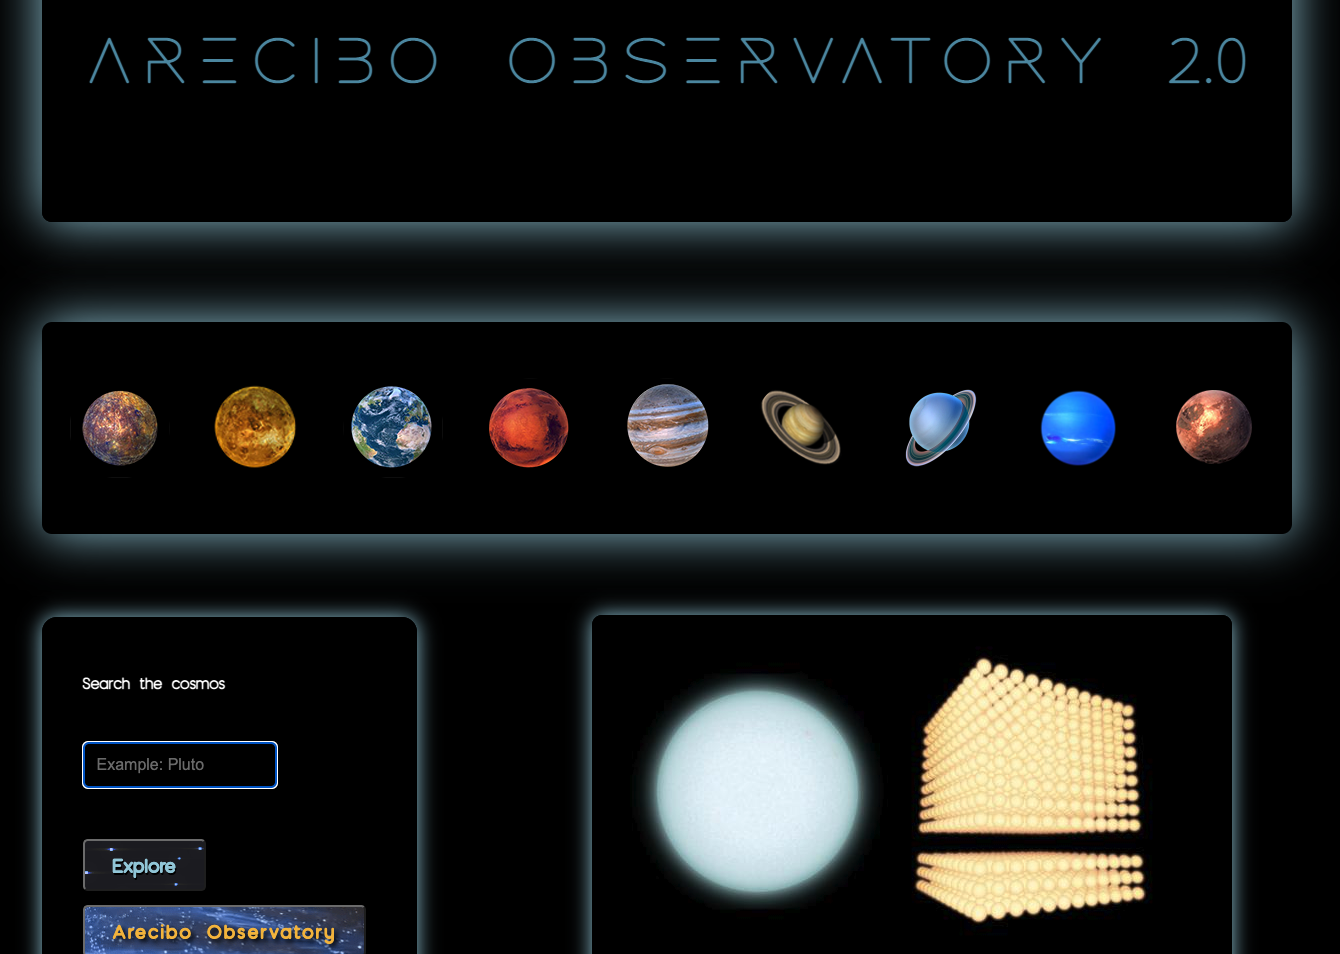 ARECIBO OBSERVATORY 2.0
Search the cosmos
Example: Pluto
Explore
Arecibo Observatory